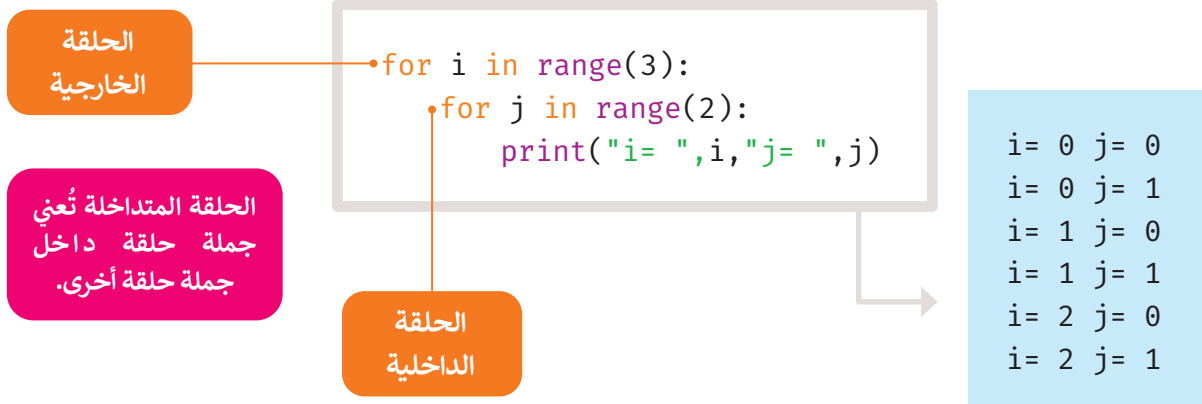 الحلقة
الخارجية
for i in range(3):
for j in range(2):
print("i= ",i,"j= ",j)
i= 0 j= 0
i= 0 j= 1
i= 1 j= 0
i= 1 j= 1
i= 2 j= 0
i= 2 j= 1
الحلقة المتداخلة تُعني
جملة حلقة داخل
جملة حلقة أخرى.
الحلقة
الداخلية